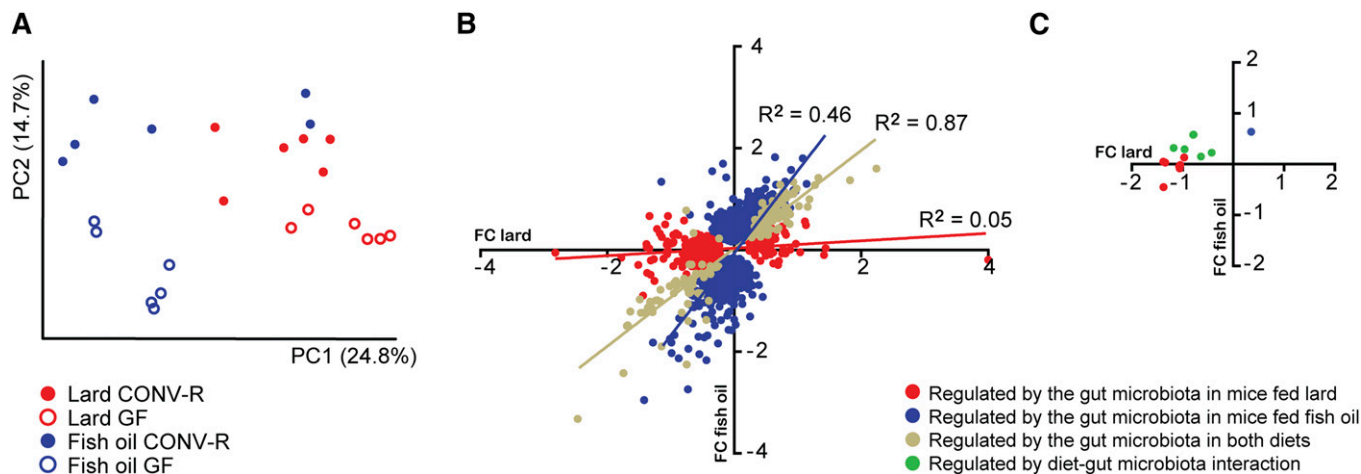 A
PC2 (14.7%)
PC1 (24.8%)
Lard CONV-R
Lard GF
Fish oil CONV-R
Fish oil GF
B
4
R² = 0.46
R² = 0.87
2
R² = 0.05
FC lard
-4
-2
2
4
-2
FC fish oil
-4
C
2
1
FC lard
-2
-1
1
2
-1
FC fish oil
-2
Regulated by the gut microbiota in mice fed lard
Regulated by the gut microbiota in mice fed fish oil
Regulated by the gut microbiota in both diets
Regulated by diet-gut microbiota interaction